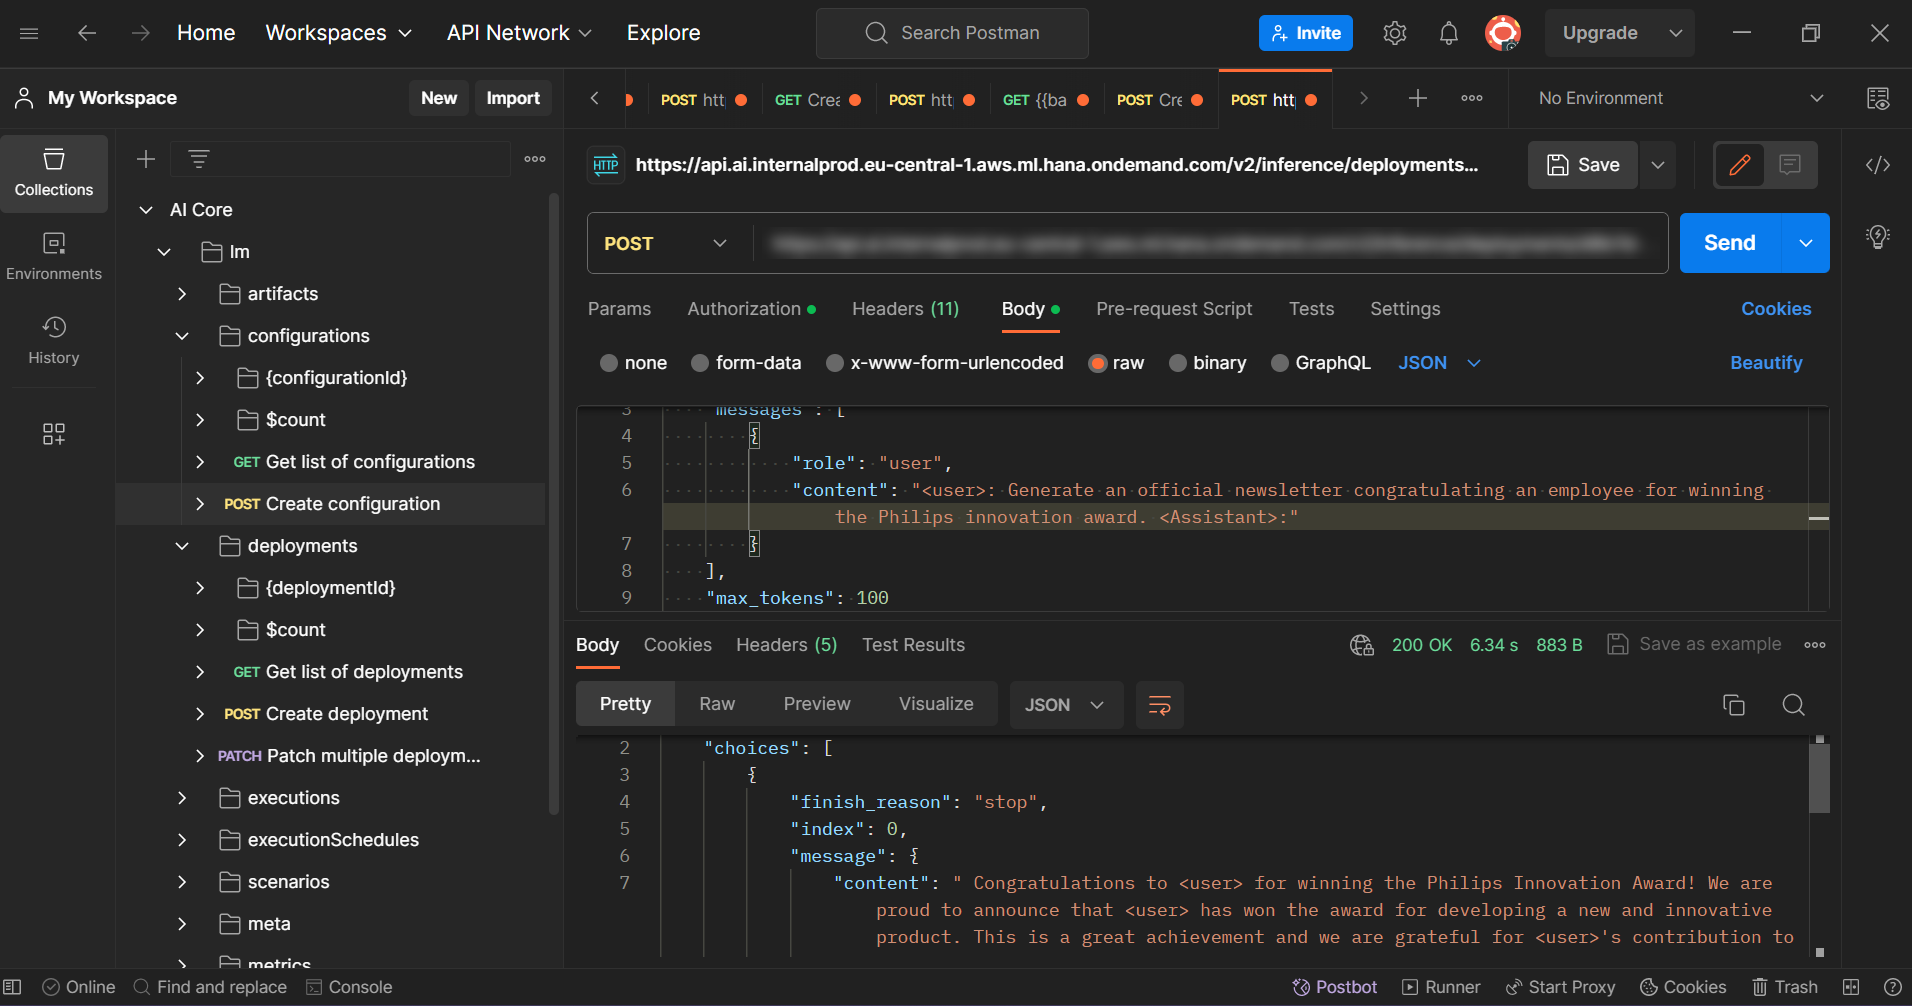 Home Workspaces API Network Explore Search Postman Invite Upgrade
My Workspace New Import
POST htt GET Crea POST htt GET {{ba POST Cre POST htt No Environment
Collections
Environments
History
AI Core
lm
artifacts
configurations
{configurationId}
$count
GET Get list of configurations
POST Create configuration
deployments
{deploymentId}
$count
GET Get list of deployments
POST Create deployment
PATCH Patch multiple deploym...
executions
executionSchedules
scenarios
meta
metrics
HTTP https://api.ai.internalprod.eu-central-1.aws.ml.hana.ondemand.com/v2/inference/deployments... Save
POST Send
Params Authorization Headers (11) Body Pre-request Script Tests Settings Cookies
none form-data x-www-form-urlencoded raw binary GraphQL JSON Beautify
3 messages : [
4 {
5 "role": "user",
6 "content": "<user>: Generate an official newsletter congratulating an employee for winning
the Philips innovation award. <Assistant>:"
7 }
8 ],
9 "max_tokens": 100
Body Cookies Headers (5) Test Results 200 OK 6.34 s 883 B Save as example
Pretty Raw Preview Visualize JSON
2 "choices": [
3 {
4 "finish_reason": "stop",
5 "index": 0,
6 "message": {
7 "content": " Congratulations to <user> for winning the Philips Innovation Award! We are
proud to announce that <user> has won the award for developing a new and innovative
product. This is a great achievement and we are grateful for <user>'s contribution to
Online Find and replace Console Postbot Runner Start Proxy Cookies Trash